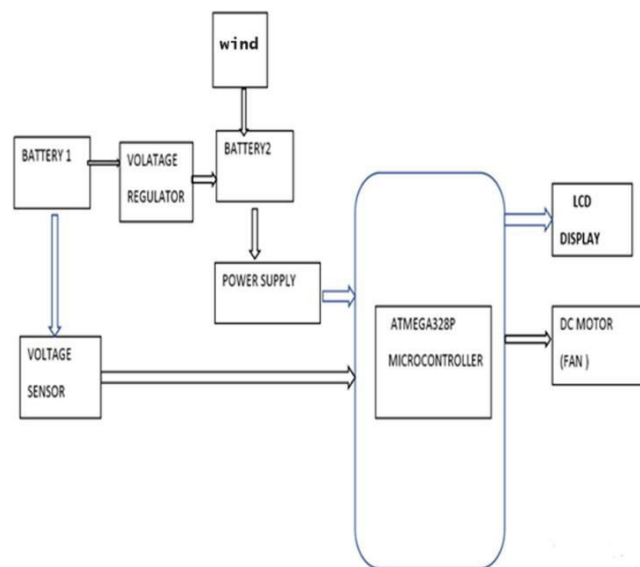 wind
BATTERY 1
VOLATAGE
REGULATOR
BATTERY2
LCD
DISPLAY
POWER SUPPLY
ATMEGA328P
MICROCONTROLLER
DC MOTOR
(FAN )
VOLTAGE
SENSOR